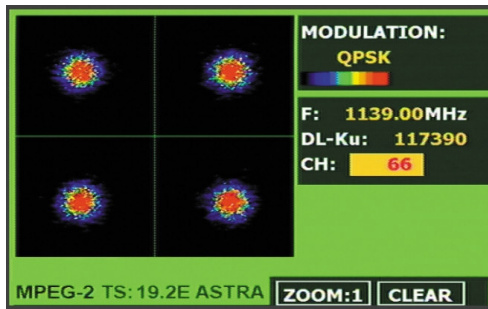 MODULATION:
QPSK
F: 1139.00MHz
DL-Ku: 117390
CH: 66
MPEG-2 TS:19.2E ASTRA ZOOM:1 CLEAR